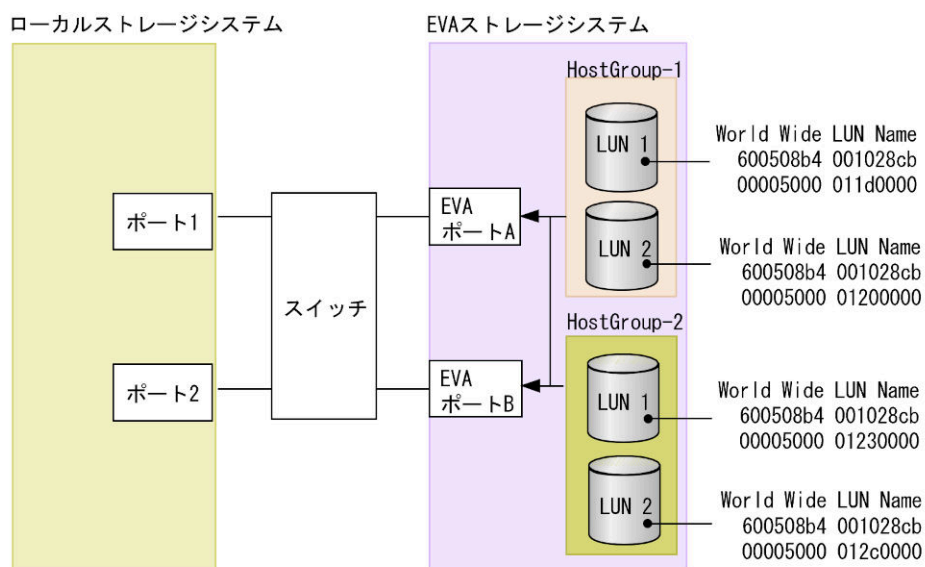 ローカルストレージシステム
EVAストレージシステム
HostGroup-1
LUN 1
World Wide LUN Name
600508b4 001028cb
00005000 011d0000
ポート1
EVA
ポートA
LUN 2
World Wide LUN Name
600508b4 001028cb
00005000 01200000
スイッチ
HostGroup-2
ポート2
EVA
ポートB
LUN 1
World Wide LUN Name
600508b4 001028cb
00005000 01230000
LUN 2
World Wide LUN Name
600508b4 001028cb
00005000 012c0000